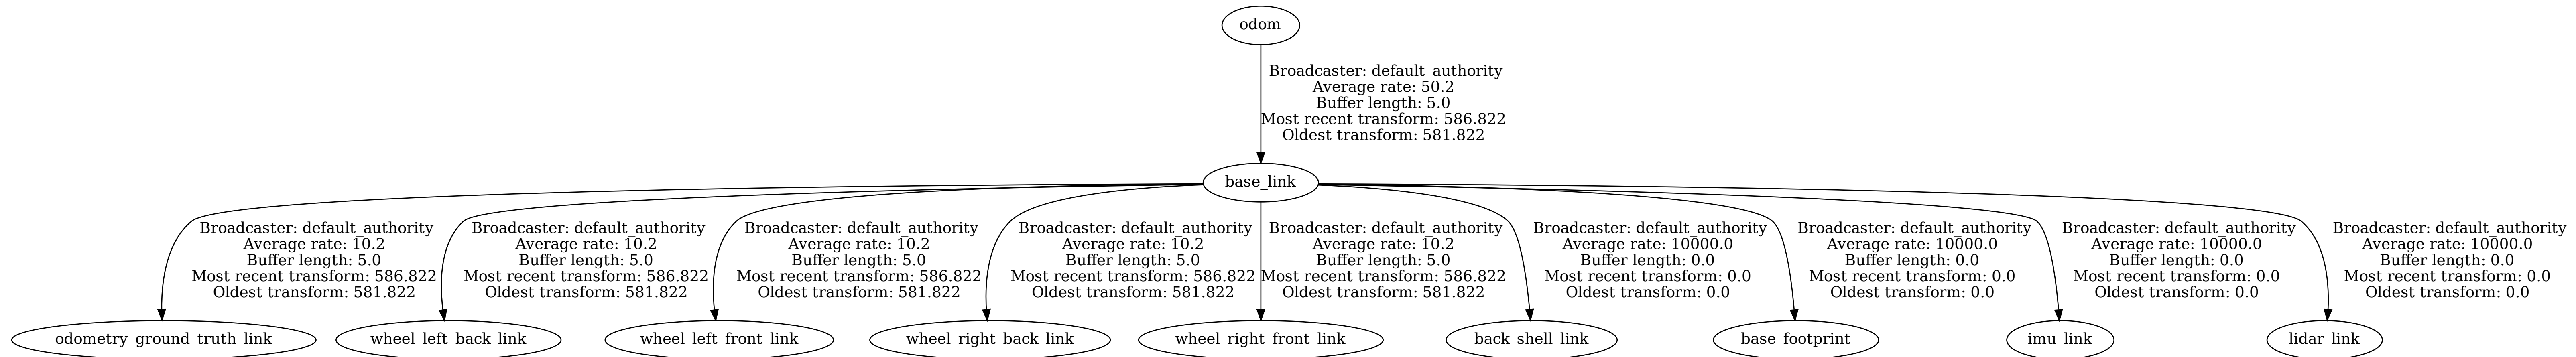 odom
Broadcaster: default_authority
Average rate: 50.2
Buffer length: 5.0
Most recent transform: 586.822
Oldest transform: 581.822
base_link
Broadcaster: default_authority
Average rate: 10.2
Buffer length: 5.0
Most recent transform: 586.822
Oldest transform: 581.822
Broadcaster: default_authority
Average rate: 10.2
Buffer length: 5.0
Most recent transform: 586.822
Oldest transform: 581.822
Broadcaster: default_authority
Average rate: 10.2
Buffer length: 5.0
Most recent transform: 586.822
Oldest transform: 581.822
Broadcaster: default_authority
Average rate: 10.2
Buffer length: 5.0
Most recent transform: 586.822
Oldest transform: 581.822
Broadcaster: default_authority
Average rate: 10.2
Buffer length: 5.0
Most recent transform: 586.822
Oldest transform: 581.822
Broadcaster: default_authority
Average rate: 10000.0
Buffer length: 0.0
Most recent transform: 0.0
Oldest transform: 0.0
Broadcaster: default_authority
Average rate: 10000.0
Buffer length: 0.0
Most recent transform: 0.0
Oldest transform: 0.0
Broadcaster: default_authority
Average rate: 10000.0
Buffer length: 0.0
Most recent transform: 0.0
Oldest transform: 0.0
Broadcaster: default_authority
Average rate: 10000.0
Buffer length: 0.0
Most recent transform: 0.0
Oldest transform: 0.0
odometry_ground_truth_link
wheel_left_back_link
wheel_left_front_link
wheel_right_back_link
wheel_right_front_link
back_shell_link
base_footprint
imu_link
lidar_link